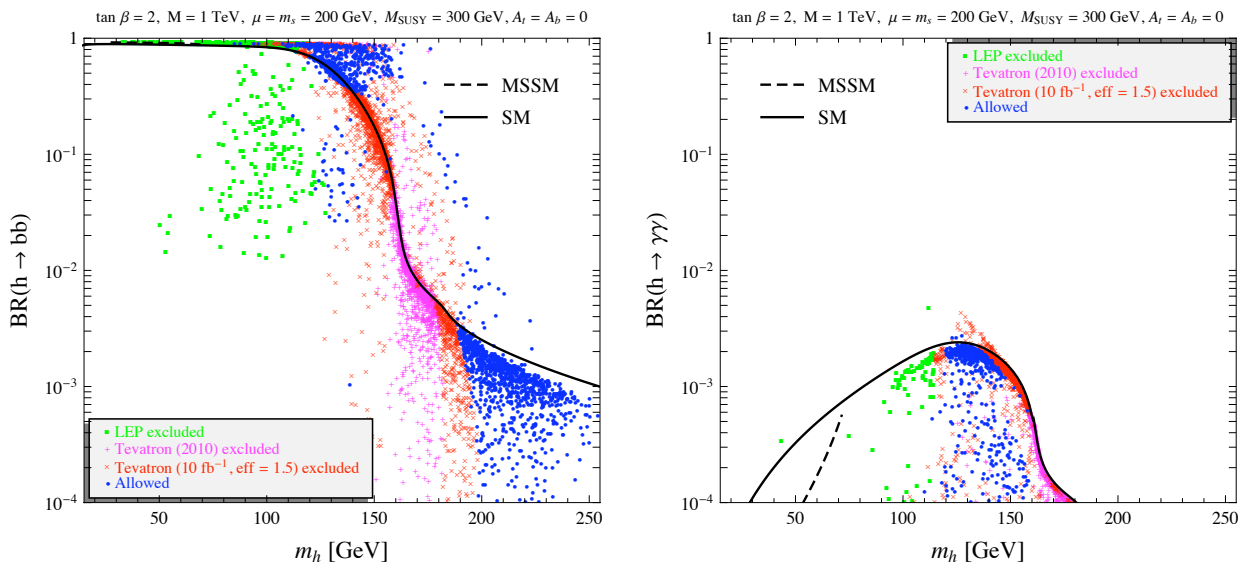 tan β = 2, M = 1 TeV, μ = mₛ = 200 GeV, M_SUSY = 300 GeV, Aₜ = A_b = 0
1
10⁻¹
10⁻²
10⁻³
10⁻⁴
BR(h → bb)
MSSM
SM
LEP excluded
Tevatron (2010) excluded
Tevatron (10 fb⁻¹, eff = 1.5) excluded
Allowed
50 100 150 200 250
m_h [GeV]
tan β = 2, M = 1 TeV, μ = mₛ = 200 GeV, M_SUSY = 300 GeV, Aₜ = A_b = 0
1
10⁻¹
10⁻²
10⁻³
10⁻⁴
BR(h → γγ)
MSSM
SM
LEP excluded
Tevatron (2010) excluded
Tevatron (10 fb⁻¹, eff = 1.5) excluded
Allowed
50 100 150 200 250
m_h [GeV]